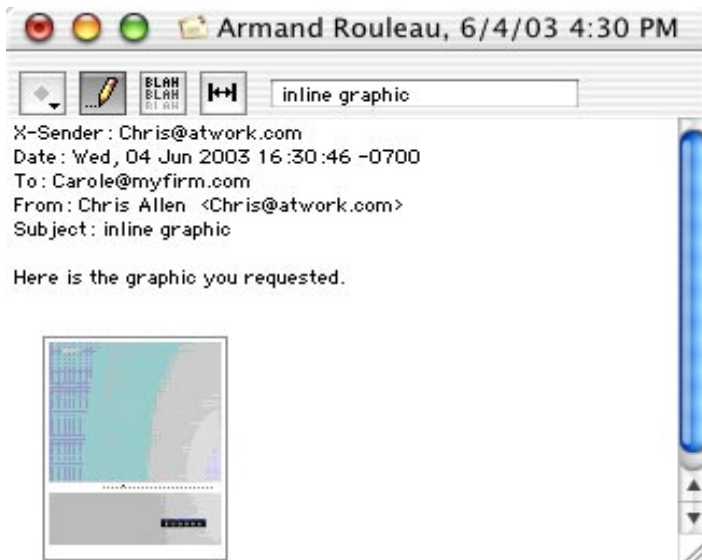 Armand Rouleau, 6/4/03 4:30 PM
BLAH
BLAH
BLAH
inline graphic
X-Sender: Chris@atwork.com
Date: Wed, 04 Jun 2003 16:30:46 -0700
To: Carole@myfirm.com
From: Chris Allen <Chris@atwork.com>
Subject: inline graphic
Here is the graphic you requested.